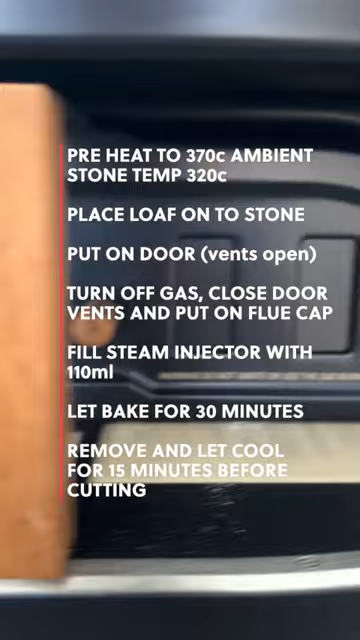 PRE HEAT TO 370c AMBIENT
STONE TEMP 320c
PLACE LOAF ON TO STONE
PUT ON DOOR (vents open)
TURN OFF GAS, CLOSE DOOR
VENTS AND PUT ON FLUE CAP
FILL STEAM INJECTOR WITH
110ml
LET BAKE FOR 30 MINUTES
REMOVE AND LET COOL
FOR 15 MINUTES BEFORE
CUTTING